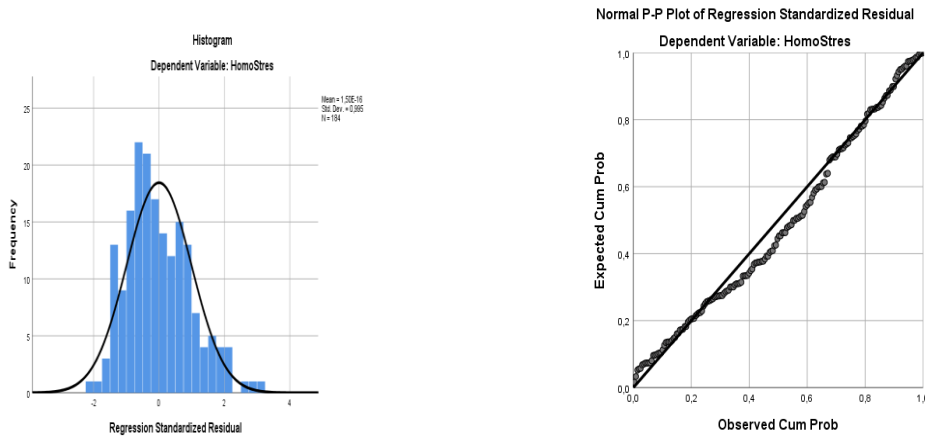 Histogram
Dependent Variable: HomoStres
Mean = 1,50E-16
Std. Dev. = 0,995
N = 184
Frequency
25
20
15
10
5
0
-2
0
2
4
Regression Standardized Residual
Normal P-P Plot of Regression Standardized Residual
Dependent Variable: HomoStres
Expected Cum Prob
1,0
0,8
0,6
0,4
0,2
0,0
0,0
0,2
0,4
0,6
0,8
1,0
Observed Cum Prob